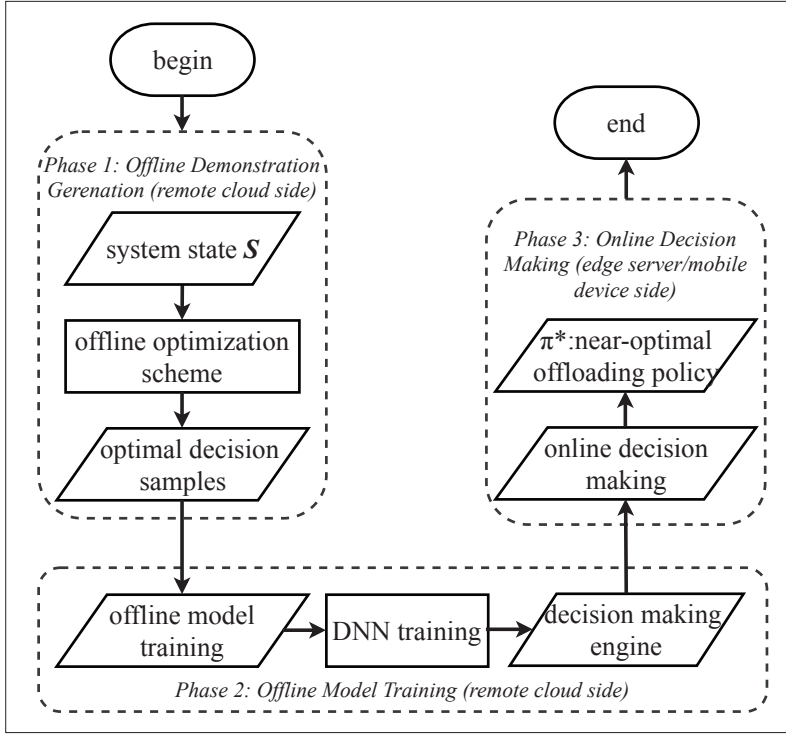 begin
Phase 1: Offline Demonstration
Gerenation (remote cloud side)
system state S
offline optimization
scheme
optimal decision
samples
offline model
training
DNN training
decision making
engine
Phase 2: Offline Model Training (remote cloud side)
end
Phase 3: Online Decision
Making (edge server/mobile
device side)
π*:near-optimal
offloading policy
online decision
making